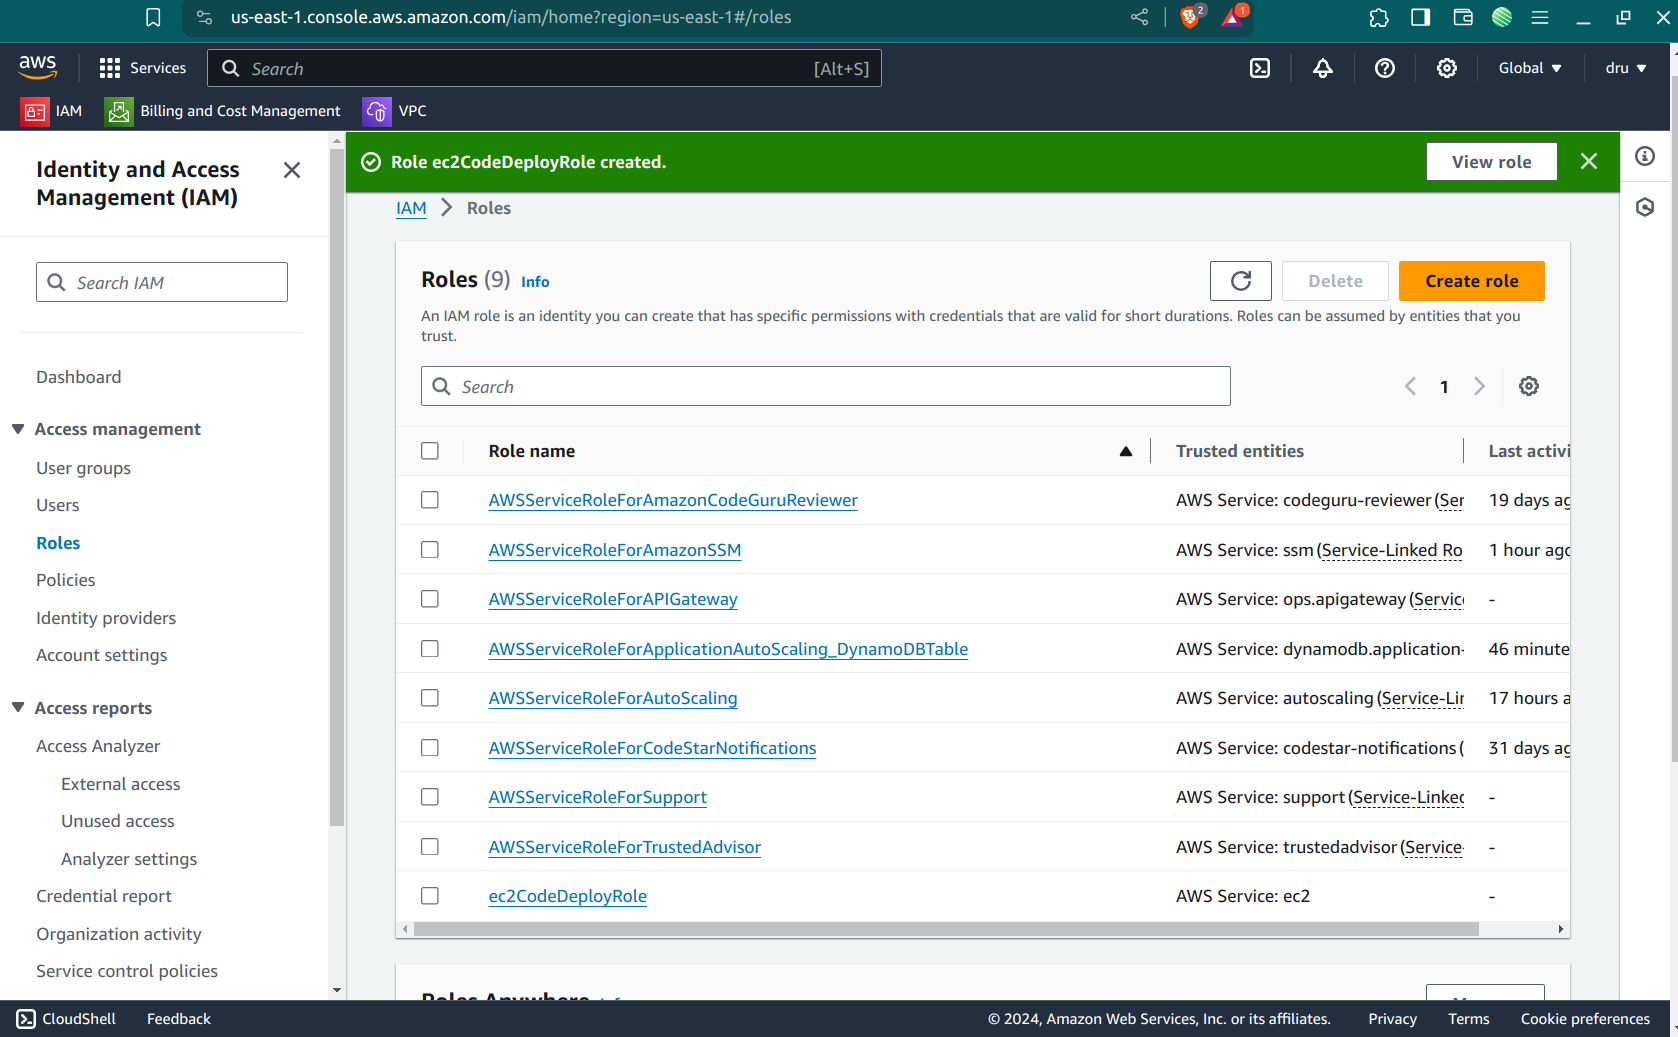 us-east-1.console.aws.amazon.com/iam/home?region=us-east-1#/roles
2
1
aws
Services
Search
[Alt+S]
Global
dru
IAM
Billing and Cost Management
VPC
Identity and Access
Management (IAM)
Search IAM
Dashboard
Access management
User groups
Users
Roles
Policies
Identity providers
Account settings
Access reports
Access Analyzer
External access
Unused access
Analyzer settings
Credential report
Organization activity
Service control policies
Role ec2CodeDeployRole created.
View role
IAM
Roles
Roles (9) Info
Delete
Create role
An IAM role is an identity you can create that has specific permissions with credentials that are valid for short durations. Roles can be assumed by entities that you
trust.
Search
1
Role name
Trusted entities
Last activi
AWSServiceRoleForAmazonCodeGuruReviewer AWS Service: codeguru-reviewer (Ser 19 days ag
AWSServiceRoleForAmazonSSM AWS Service: ssm (Service-Linked Ro 1 hour ago
AWSServiceRoleForAPIGateway AWS Service: ops.apigateway (Servic -
AWSServiceRoleForApplicationAutoScaling_DynamoDBTable AWS Service: dynamodb.application- 46 minute
AWSServiceRoleForAutoScaling AWS Service: autoscaling (Service-Lin 17 hours a
AWSServiceRoleForCodeStarNotifications AWS Service: codestar-notifications ( 31 days ag
AWSServiceRoleForSupport AWS Service: support (Service-Linked -
AWSServiceRoleForTrustedAdvisor AWS Service: trustedadvisor (Service- -
ec2CodeDeployRole AWS Service: ec2 -
Roles Anywhere
CloudShell
Feedback
© 2024, Amazon Web Services, Inc. or its affiliates.
Privacy
Terms
Cookie preferences